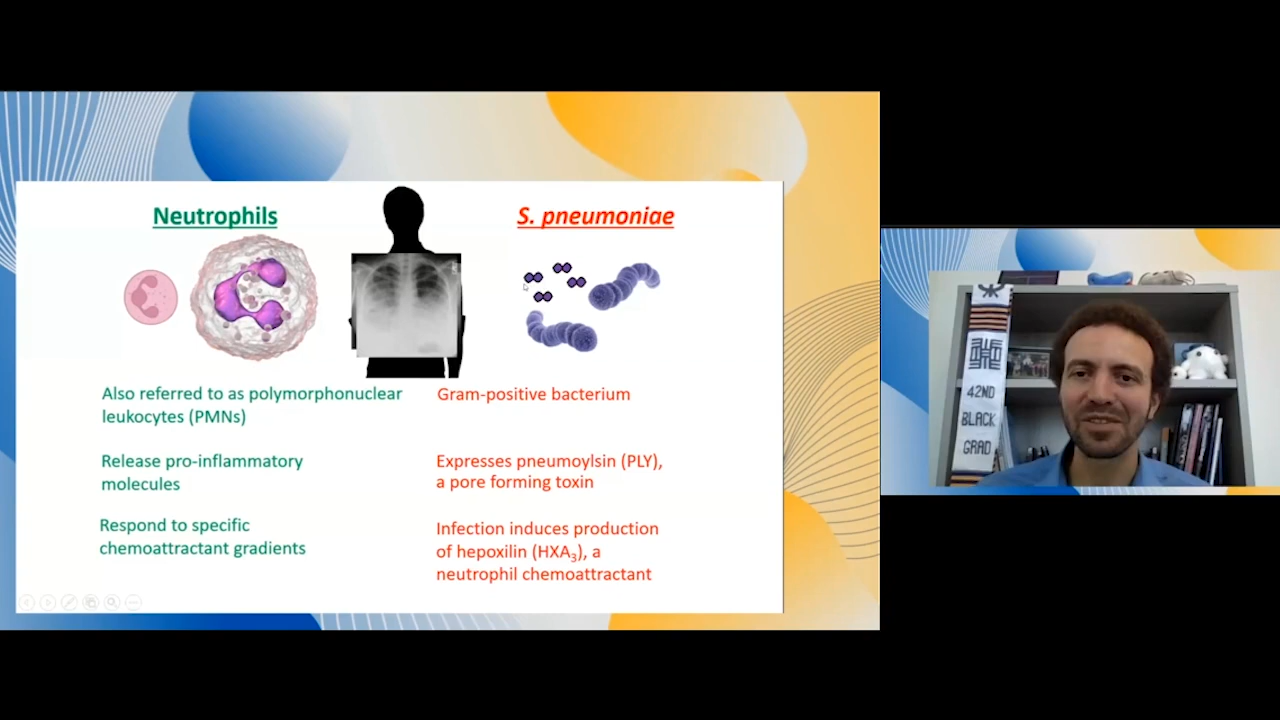 Neutrophils
S. pneumoniae
Also referred to as polymorphonuclear
leukocytes (PMNs)
Gram-positive bacterium
Release pro-inflammatory
molecules
Expresses pneumoylsin (PLY),
a pore forming toxin
Respond to specific
chemoattractant gradients
Infection induces production
of hepoxilin (HXA₃), a
neutrophil chemoattractant
42ND
BLACK
GRAD